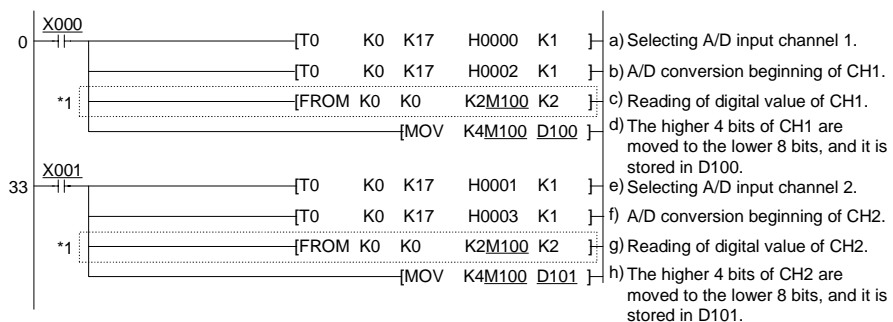 X000
0 [T0 K0 K17 H0000 K1 ] a) Selecting A/D input channel 1.
[T0 K0 K17 H0002 K1 ] b) A/D conversion beginning of CH1.
*1 [FROM K0 K0 K2M100 K2 ] c) Reading of digital value of CH1.
[MOV K4M100 D100 ] d) The higher 4 bits of CH1 are
moved to the lower 8 bits, and it is
stored in D100.
X001
33 [T0 K0 K17 H0001 K1 ] e) Selecting A/D input channel 2.
[T0 K0 K17 H0003 K1 ] f) A/D conversion beginning of CH2.
*1 [FROM K0 K0 K2M100 K2 ] g) Reading of digital value of CH2.
[MOV K4M100 D101 ] h) The higher 4 bits of CH2 are
moved to the lower 8 bits, and it is
stored in D101.